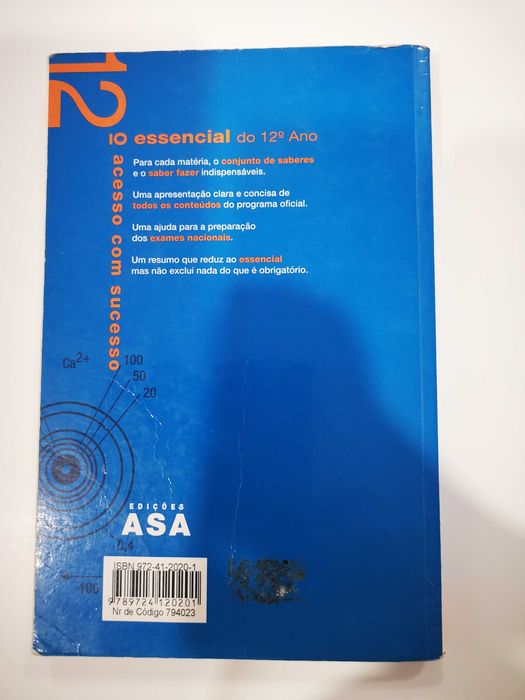 12
o essencial do 12º Ano
acesso com sucesso
Para cada matéria, o conjunto de saberes
e o saber fazer indispensáveis.
Uma apresentação clara e concisa de
todos os conteúdos do programa oficial.
Uma ajuda para a preparação
dos exames nacionais.
Um resumo que reduz ao essencial
mas não exclui nada do que é obrigatório.
Ca2+
100
50
20
EDIÇÕES
ASA
0,4
100
ISBN 972-41-2020-1
9789724120201
Nr de Código 794023